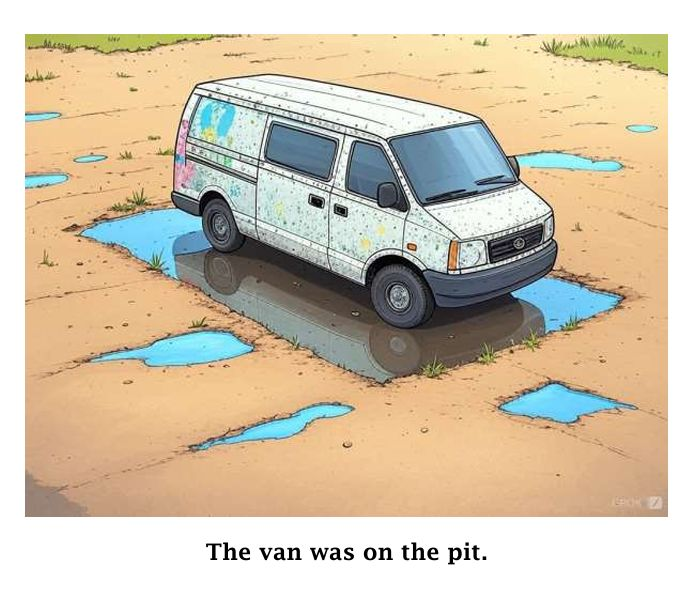 The van was on the pit.